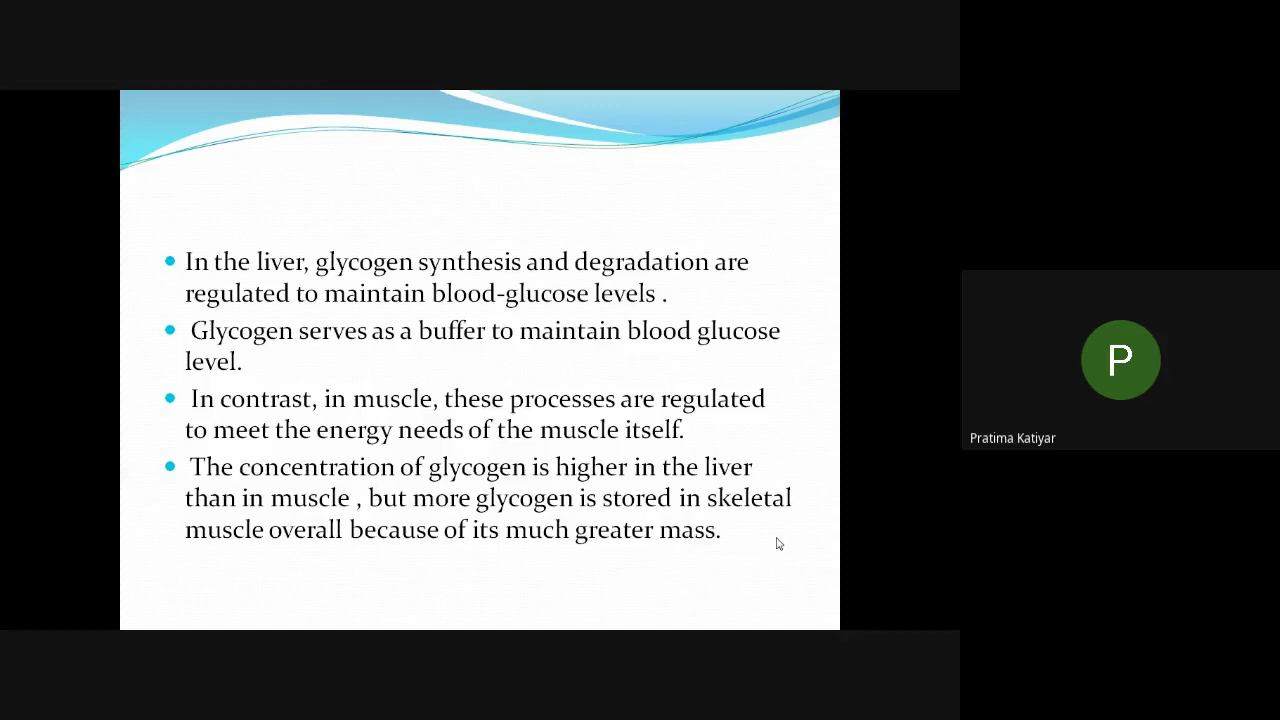 In the liver, glycogen synthesis and degradation are
regulated to maintain blood-glucose levels .
Glycogen serves as a buffer to maintain blood glucose
level.
In contrast, in muscle, these processes are regulated
to meet the energy needs of the muscle itself.
The concentration of glycogen is higher in the liver
than in muscle , but more glycogen is stored in skeletal
muscle overall because of its much greater mass.
P
Pratima Katiyar